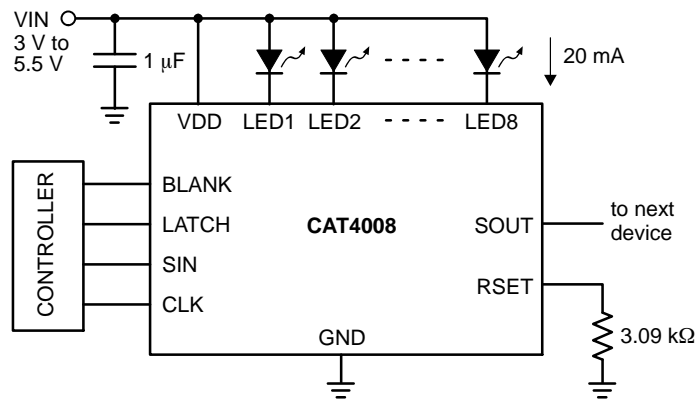 VIN
3 V to
5.5 V
1 μF
20 mA
VDD
LED1
LED2
LED8
CONTROLLER
BLANK
LATCH
SIN
CLK
CAT4008
SOUT
RSET
GND
to next
device
3.09 kΩ